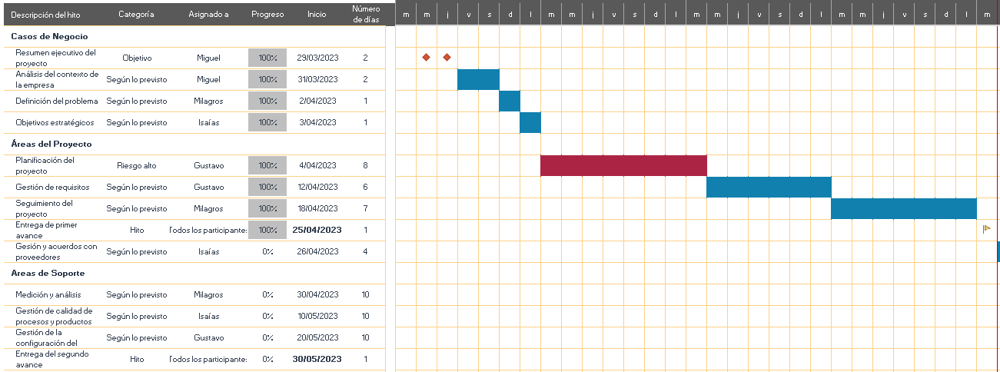 Descripción del hito Categoría Asignado a Progreso Inicio Número de días m m j v s d l m m j v s d l m m j v s d l m m j v s d l m
Casos de Negocio
Resumen ejecutivo del proyecto Objetivo Miguel 100% 29/03/2023 2
Análisis del contexto de la empresa Según lo previsto Miguel 100% 31/03/2023 2
Definición del problema Según lo previsto Milagros 100% 2/04/2023 1
Objetivos estratégicos Según lo previsto Isaías 100% 3/04/2023 1
Áreas del Proyecto
Planificación del proyecto Riesgo alto Gustavo 100% 4/04/2023 8
Gestión de requisitos Según lo previsto Gustavo 100% 12/04/2023 6
Seguimiento del proyecto Según lo previsto Milagros 100% 18/04/2023 7
Entrega de primer avance Hito Todos los participante: 100% 25/04/2023 1
Gesión y acuerdos con proveedores Según lo previsto Isaías 0% 26/04/2023 4
Areas de Soporte
Medición y análisis Según lo previsto Milagros 0% 30/04/2023 10
Gestión de calidad de procesos y productos Según lo previsto Isaías 0% 10/05/2023 10
Gestión de la configuración del Según lo previsto Gustavo 0% 20/05/2023 10
Entrega del segundo avance Hito Todos los participante: 0% 30/05/2023 1